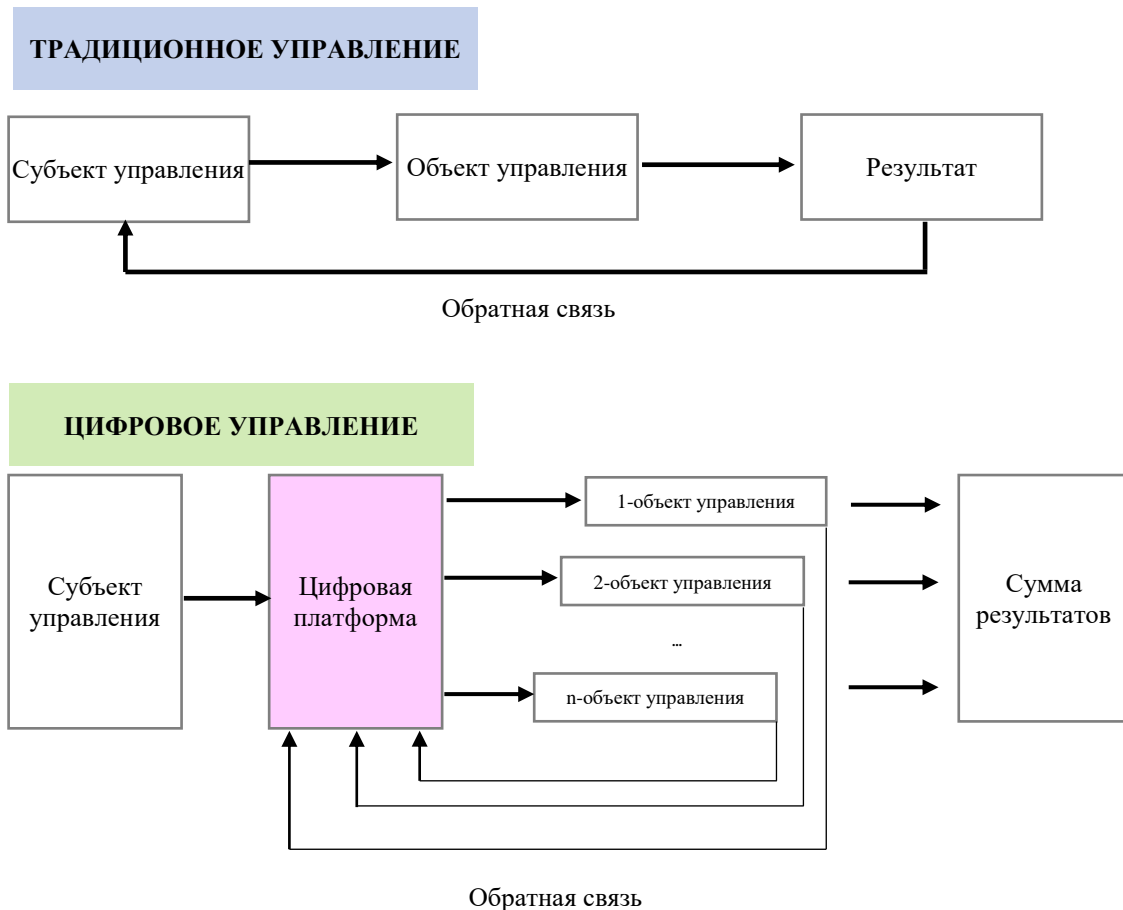 ТРАДИЦИОННОЕ УПРАВЛЕНИЕ
Субъект управления
Объект управления
Результат
Обратная связь
ЦИФРОВОЕ УПРАВЛЕНИЕ
Субъект
управления
Цифровая
платформа
1-объект управления
2-объект управления
...
n-объект управления
Сумма
результатов
Обратная связь